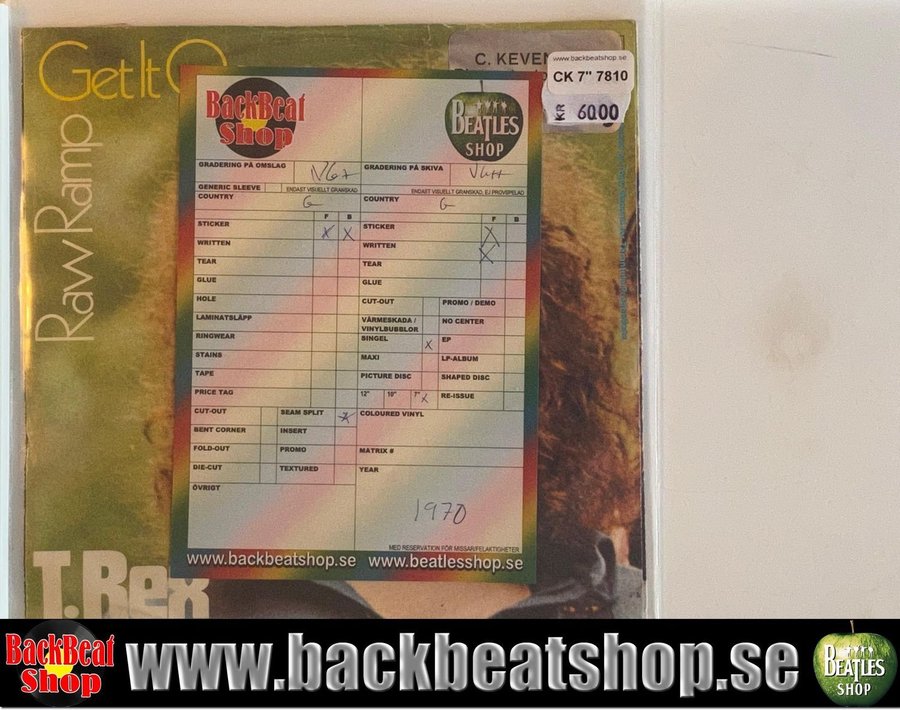 Get It O
Raw Ramp
T.Rex
C. KEVEN
www.backbeatshop.se
CK 7" 7810
KR 60.00
BackBeat
Shop
BEATLES
SHOP
GRADERING PÅ OMSLAG VG+ GRADERING PÅ SKIVA VG++
GENERIC SLEEVE ENDAST VISUELLT GRANSKAD ENDAST VISUELLT GRANSKAD, EJ PROVSPELAD
COUNTRY G COUNTRY G
F B F B
STICKER X X STICKER X
WRITTEN WRITTEN X
TEAR TEAR
GLUE GLUE
HOLE CUT-OUT PROMO / DEMO
LAMINATSLÄPP VÄRMESKADA / VINYLBUBBLOR NO CENTER
RINGWEAR SINGEL X EP
STAINS MAXI LP-ALBUM
TAPE PICTURE DISC SHAPED DISC
PRICE TAG 12" 10" 7" X RE-ISSUE
CUT-OUT SEAM SPLIT X COLOURED VINYL
BENT CORNER INSERT
FOLD-OUT PROMO MATRIX #
DIE-CUT TEXTURED YEAR
ÖVRIGT
1970
MED RESERVATION FÖR MISSAR/FELAKTIGHETER
www.backbeatshop.se www.beatlesshop.se
BackBeat
Shop
www.backbeatshop.se
BEATLES
SHOP